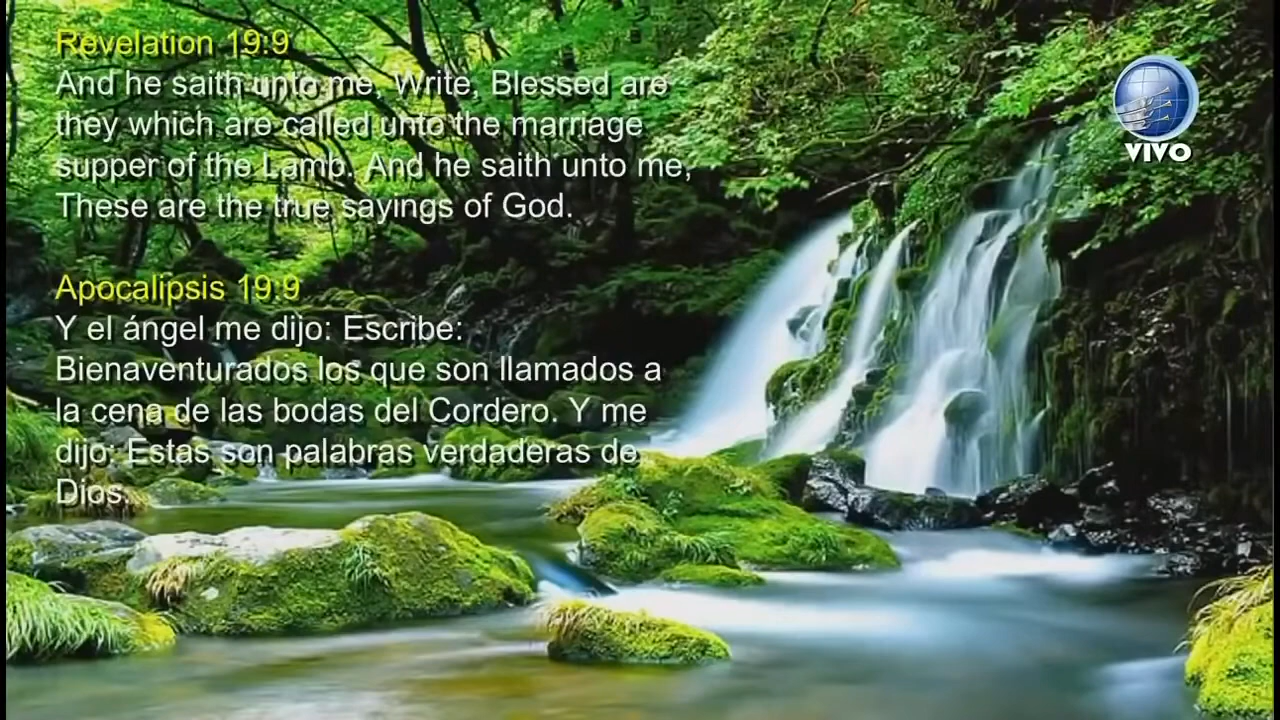 Revelation 19:9
And he saith unto me, Write, Blessed are
they which are called unto the marriage
supper of the Lamb. And he saith unto me,
These are the true sayings of God.
Apocalipsis 19:9
Y el ángel me dijo: Escribe:
Bienaventurados los que son llamados a
la cena de las bodas del Cordero. Y me
dijo: Estas son palabras verdaderas de
Dios.
VIVO